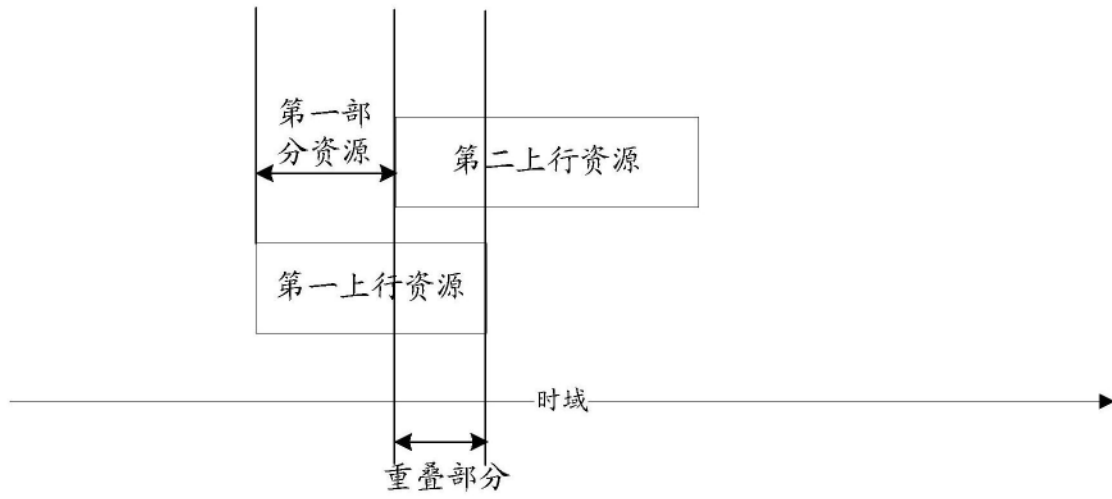 第一部
分资源
第二上行资源
第一上行资源
时域
重叠部分